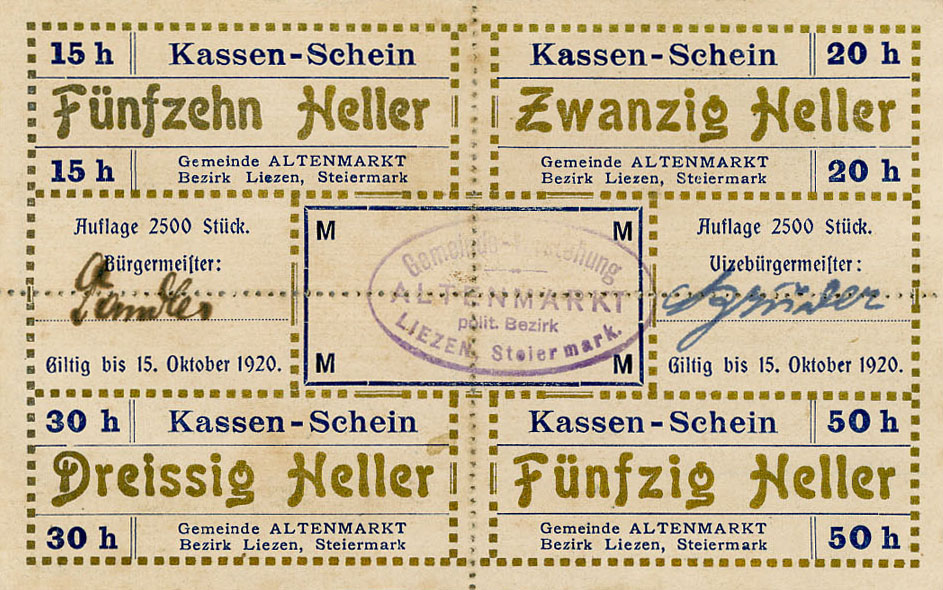 15 h Kassen-Schein
Fünfzehn Heller
15 h Gemeinde ALTENMARKT
Bezirk Liezen, Steiermark
Kassen-Schein 20 h
Zwanzig Heller
Gemeinde ALTENMARKT 20 h
Bezirk Liezen, Steiermark
Auflage 2500 Stück.
Bürgermeister:
Giltig bis 15. Oktober 1920.
M M
Gemeinde-Vorstehung
ALTENMARKT
polit. Bezirk
LIEZEN, Steiermark.
M M
Auflage 2500 Stück.
Vizebürgermeister:
Giltig bis 15. Oktober 1920.
30 h Kassen-Schein
Dreissig Heller
30 h Gemeinde ALTENMARKT
Bezirk Liezen, Steiermark
Kassen-Schein 50 h
Fünfzig Heller
Gemeinde ALTENMARKT 50 h
Bezirk Liezen, Steiermark